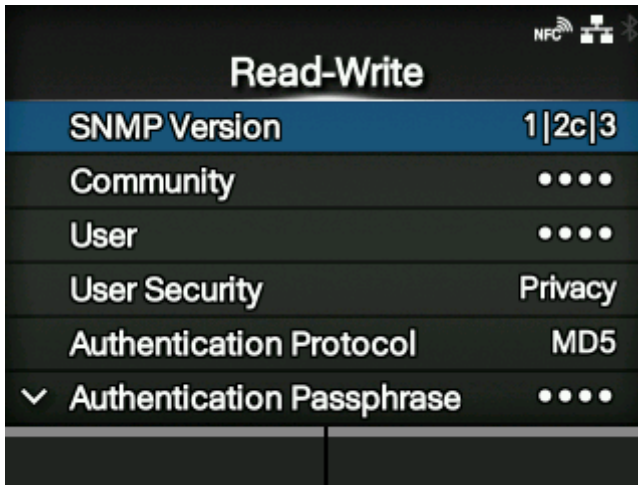 NFC
Read-Write
SNMP Version 1|2c|3
Community ••••
User ••••
User Security Privacy
Authentication Protocol MD5
Authentication Passphrase ••••